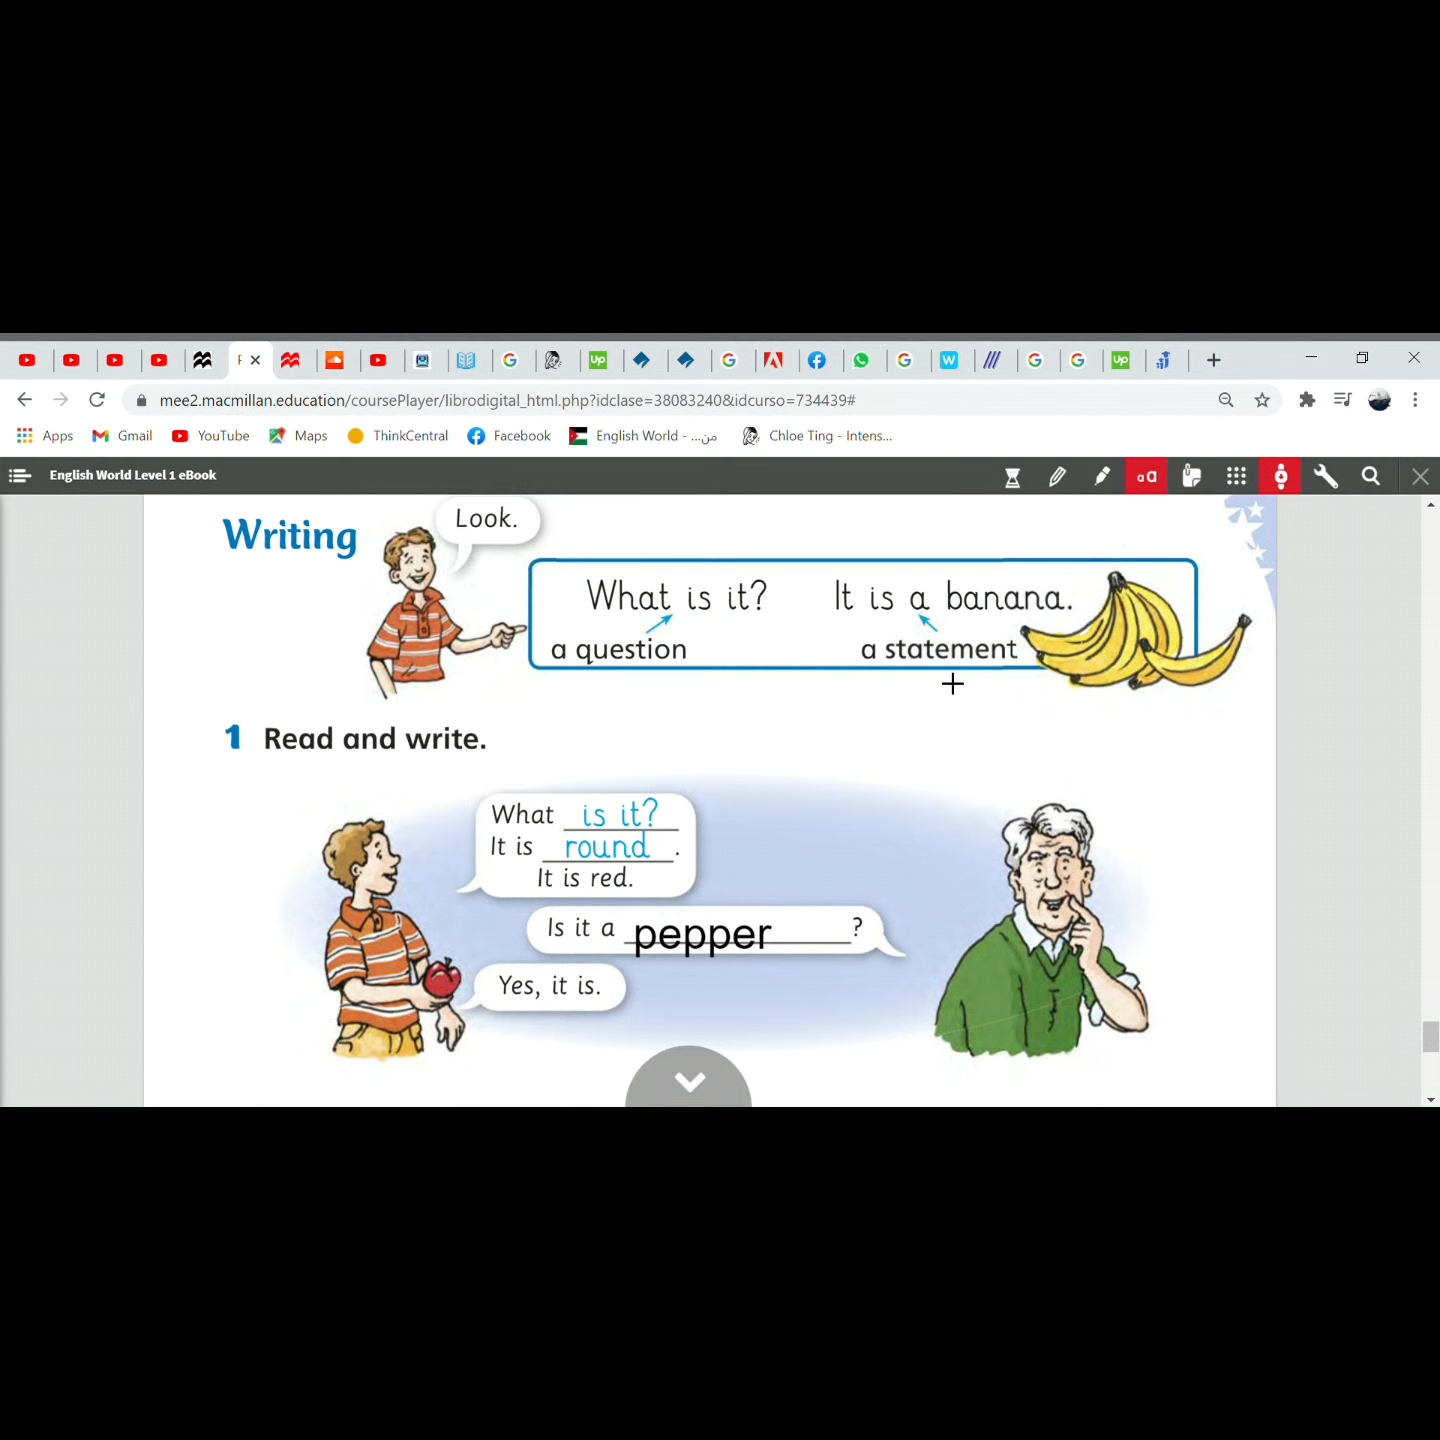 mee2.macmillan.education/coursePlayer/librodigital_html.php?idclase=38083240&idcurso=734439#
Apps Gmail YouTube Maps ThinkCentral Facebook English World - ...من Chloe Ting - Intens...
English World Level 1 eBook
aa
Writing
Look.
What is it? It is a banana.
a question a statement
1 Read and write.
What is it?
It is round.
It is red.
Is it a pepper?
Yes, it is.